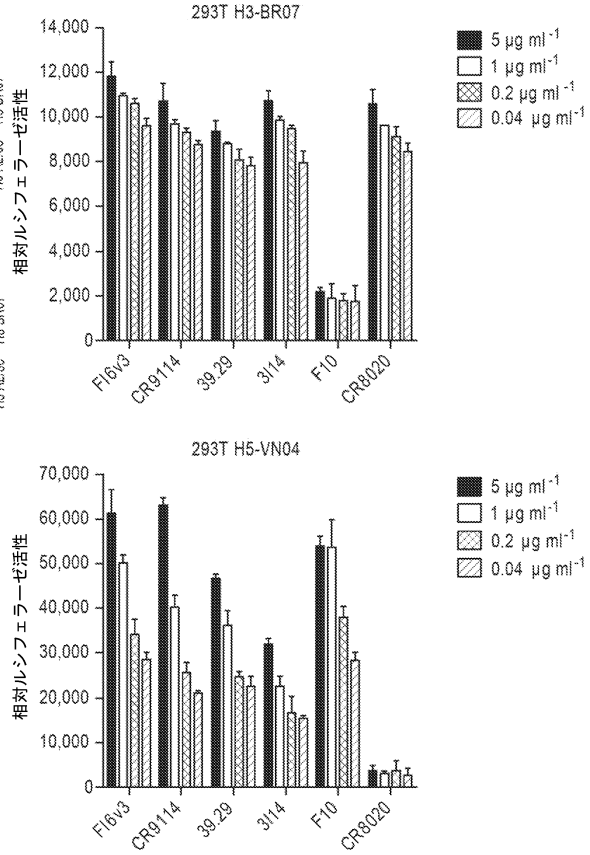 293T H3-BR07
相対ルシフェラーゼ活性
14,000
12,000
10,000
8,000
6,000
4,000
2,000
0
FI6v3
CR9114
39.29
3I14
F10
CR8020
5 µg ml⁻¹
1 µg ml⁻¹
0.2 µg ml⁻¹
0.04 µg ml⁻¹
293T H5-VN04
相対ルシフェラーゼ活性
70,000
60,000
50,000
40,000
30,000
20,000
10,000
0
FI6v3
CR9114
39.29
3I14
F10
CR8020
5 µg ml⁻¹
1 µg ml⁻¹
0.2 µg ml⁻¹
0.04 µg ml⁻¹